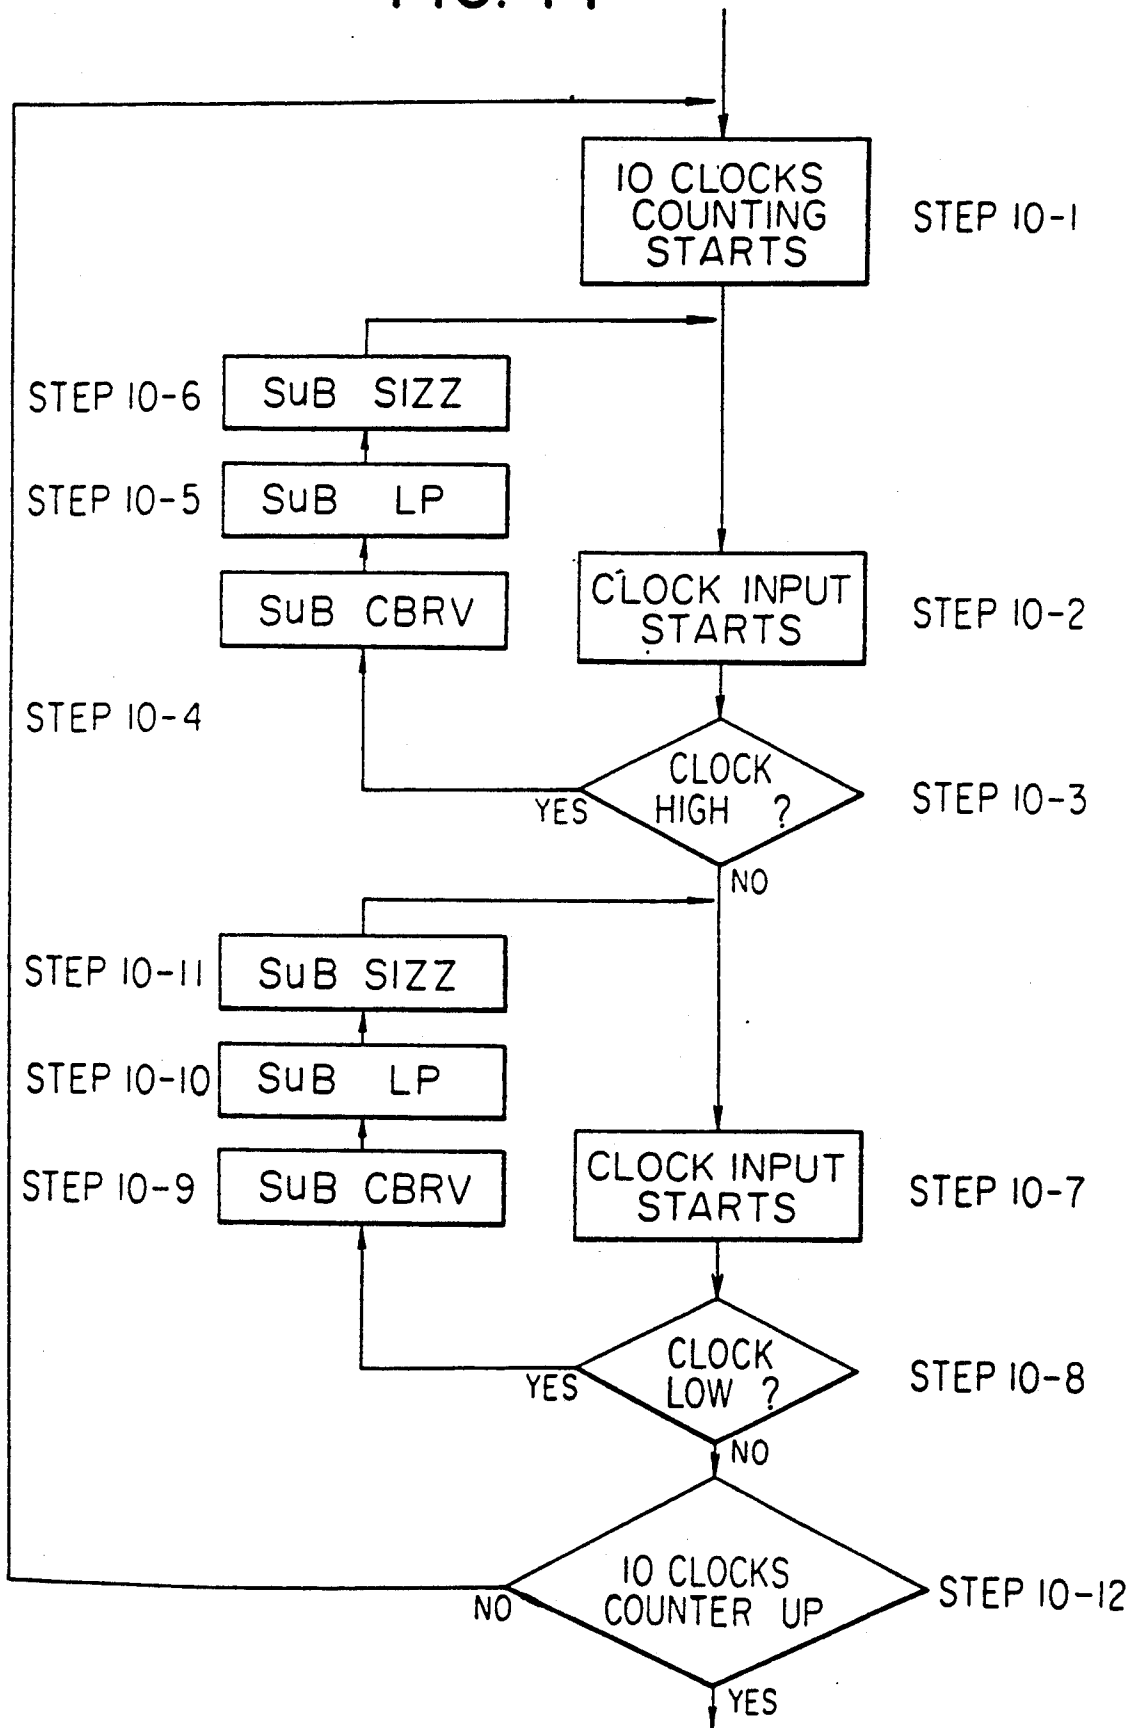 10 CLOCKS
COUNTING
STARTS
STEP 10-1
STEP 10-6
SuB SIZZ
STEP 10-5
SuB LP
SuB CBRV
CLOCK INPUT
STARTS
STEP 10-2
STEP 10-4
CLOCK
HIGH ?
YES
STEP 10-3
NO
STEP 10-11
SuB SIZZ
STEP 10-10
SuB LP
STEP 10-9
SuB CBRV
CLOCK INPUT
STARTS
STEP 10-7
CLOCK
LOW ?
YES
STEP 10-8
NO
10 CLOCKS
COUNTER UP
NO
STEP 10-12
YES